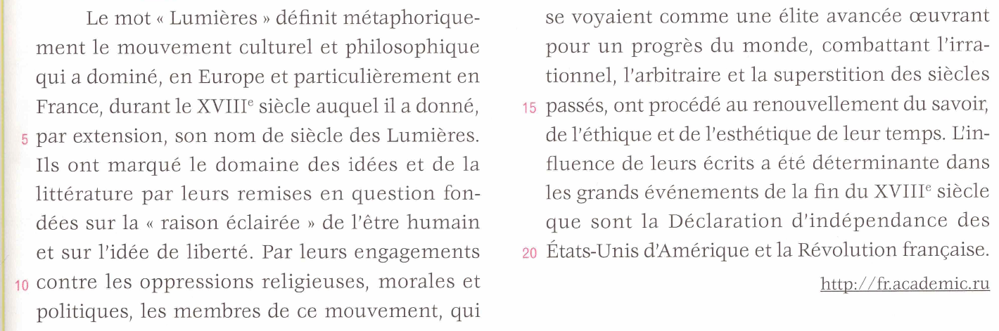 Le mot « Lumières » définit métaphorique-
ment le mouvement culturel et philosophique
qui a dominé, en Europe et particulièrement en
France, durant le XVIIIe siècle auquel il a donné,
5 par extension, son nom de siècle des Lumières.
Ils ont marqué le domaine des idées et de la
littérature par leurs remises en question fon-
dées sur la « raison éclairée » de l'être humain
et sur l'idée de liberté. Par leurs engagements
10 contre les oppressions religieuses, morales et
politiques, les membres de ce mouvement, qui
se voyaient comme une élite avancée œuvrant
pour un progrès du monde, combattant l'irra-
tionnel, l'arbitraire et la superstition des siècles
15 passés, ont procédé au renouvellement du savoir,
de l'éthique et de l'esthétique de leur temps. L'in-
fluence de leurs écrits a été déterminante dans
les grands événements de la fin du XVIIIe siècle
que sont la Déclaration d'indépendance des
20 États-Unis d'Amérique et la Révolution française.
http://fr.academic.ru